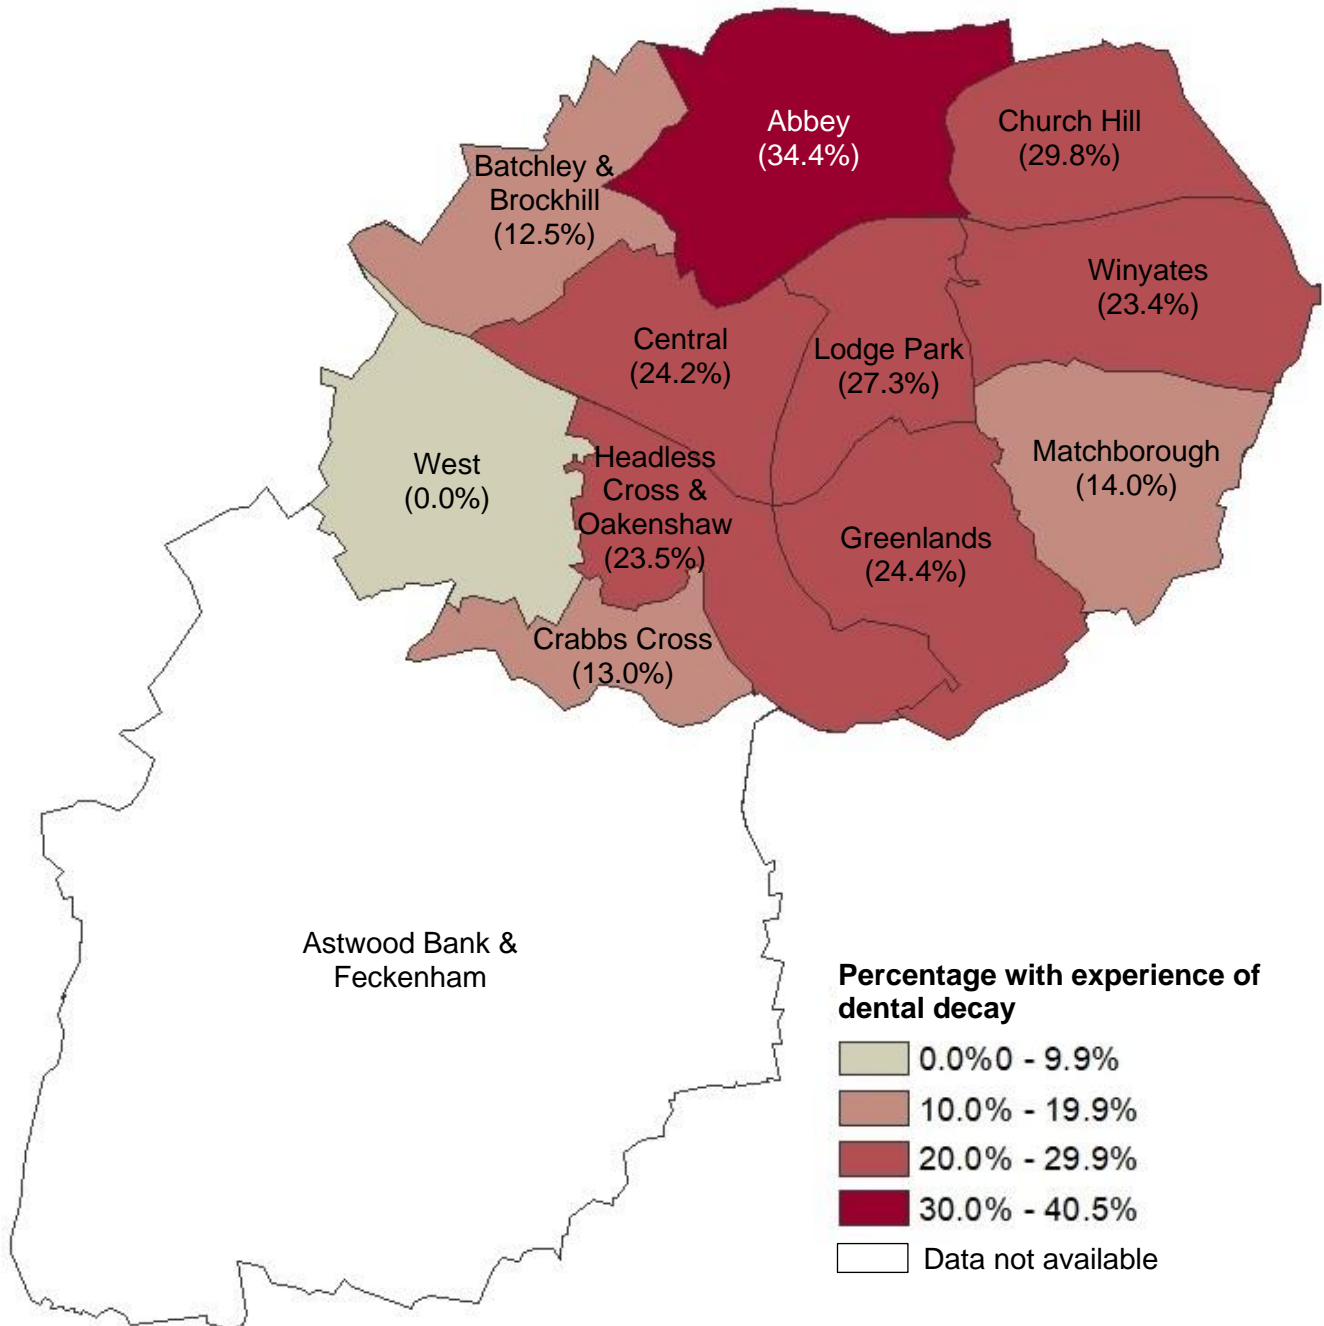 Abbey
(34.4%)
Church Hill
(29.8%)
Batchley &
Brockhill
(12.5%)
Winyates
(23.4%)
Central
(24.2%)
Lodge Park
(27.3%)
West
(0.0%)
Headless
Cross &
Oakenshaw
(23.5%)
Matchborough
(14.0%)
Greenlands
(24.4%)
Crabbs Cross
(13.0%)
Astwood Bank &
Feckenham
Percentage with experience of
dental decay
0.0%0 - 9.9%
10.0% - 19.9%
20.0% - 29.9%
30.0% - 40.5%
Data not available